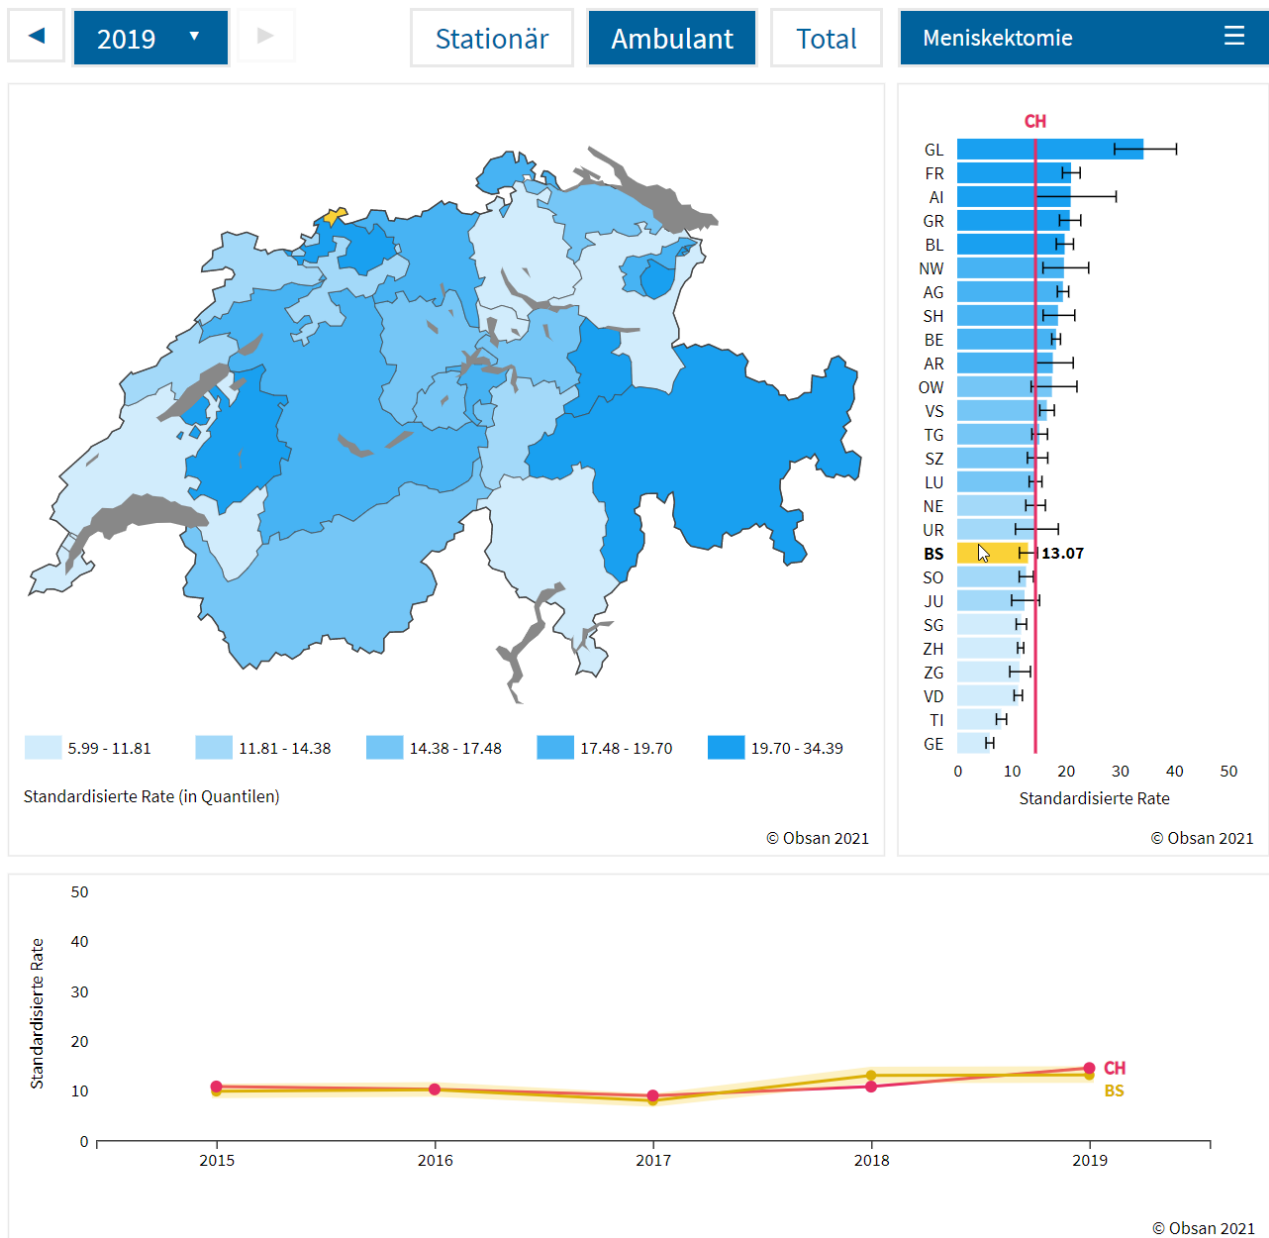 2019
Stationär
Ambulant
Total
Meniskektomie
5.99 - 11.81
11.81 - 14.38
14.38 - 17.48
17.48 - 19.70
19.70 - 34.39
Standardisierte Rate (in Quantilen)
© Obsan 2021
CH
GL
FR
AI
GR
BL
NW
AG
SH
BE
AR
OW
VS
TG
SZ
LU
NE
UR
BS 13.07
SO
JU
SG
ZH
ZG
VD
TI
GE
0 10 20 30 40 50
Standardisierte Rate
© Obsan 2021
Standardisierte Rate
50
40
30
20
10
0
CH
BS
2015 2016 2017 2018 2019
© Obsan 2021